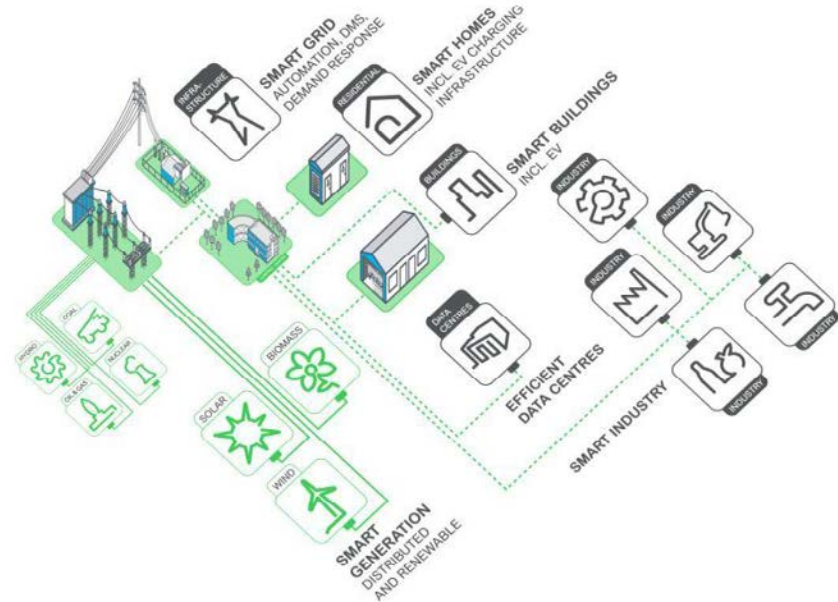 SMART GRID
AUTOMATION, DMS,
DEMAND RESPONSE
INFRA-
STRUCTURE
SMART HOMES
INCL. EV CHARGING
INFRASTRUCTURE
RESIDENTIAL
SMART BUILDINGS
INCL. EV
BUILDINGS
INDUSTRY
INDUSTRY
INDUSTRY
INDUSTRY
INDUSTRY
SMART INDUSTRY
DATA
CENTRES
EFFICIENT
DATA CENTRES
COAL
HYDRO
NUCLEAR
OIL & GAS
BIOMASS
SOLAR
WIND
SMART
GENERATION
DISTRIBUTED
AND RENEWABLE